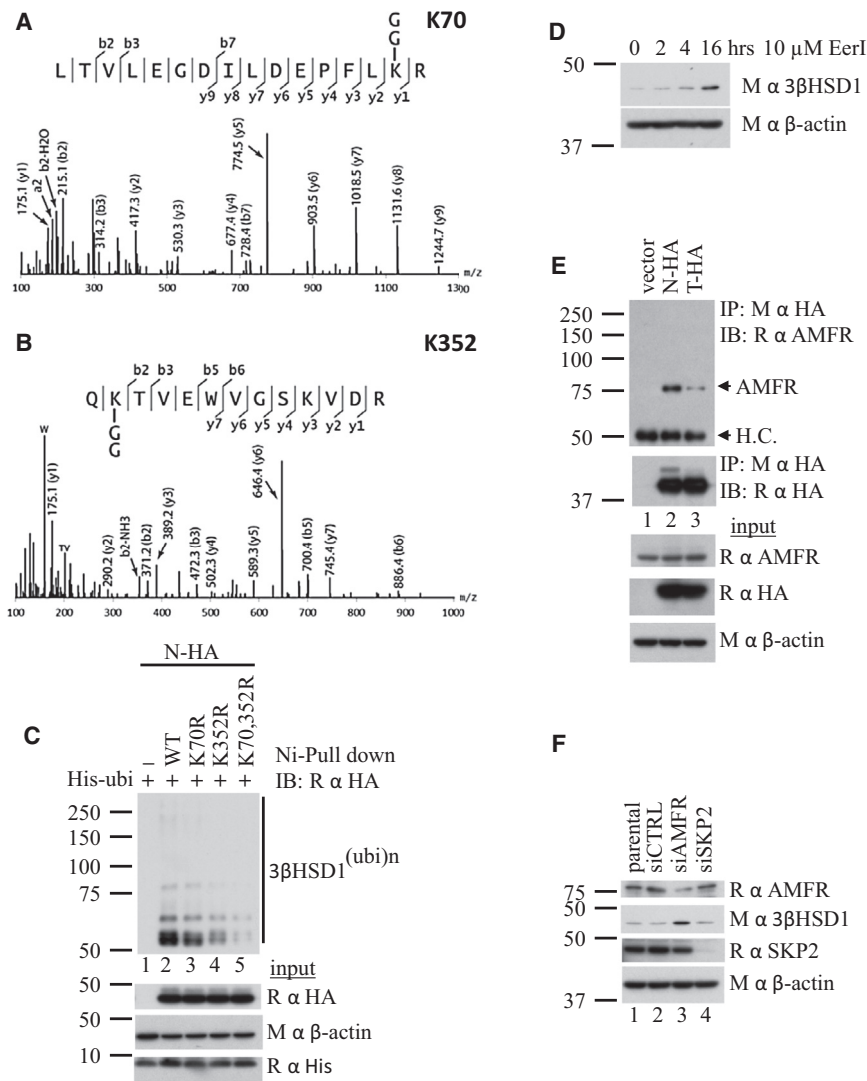 A
K70
G
G
b2 b3 b7
L T V L E G D I L D E P F L K R
y9 y8 y7 y6 y5 y4 y3 y2 y1
175.1 (y1)
a2
b2-H2O
215.1 (b2)
314.2 (b3)
417.3 (y2)
530.3 (y3)
677.4 (y4)
728.4 (b7)
774.5 (y5)
903.5 (y6)
1018.5 (y7)
1131.6 (y8)
1244.7 (y9)
100 300 500 700 900 1100 m/z 1300
B
K352
b2 b3 b5 b6
Q K T V E W V G S K V D R
y7 y6 y5 y4 y3 y2 y1
G
G
W
175.1 (y1)
TY
290.2 (y2)
b2-NH3
371.2 (b2)
389.2 (y3)
472.3 (b3)
502.3 (y4)
589.3 (y5)
646.4 (y6)
700.4 (b5)
745.4 (y7)
886.4 (b6)
100 200 300 400 500 600 700 800 900 m/z 1000
C
N-HA
– WT K70R K352R K70,352R
Ni-Pull down
His-ubi + + + + + IB: R α HA
250
150
100
75
50
3βHSD1(ubi)n
1 2 3 4 5 input
50 R α HA
50 M α β-actin
10 R α His
D
0 2 4 16 hrs 10 µM EerI
50
M α 3βHSD1
M α β-actin
37
E
vector N-HA T-HA
IP: M α HA
IB: R α AMFR
250
150
100
75 AMFR
50 H.C.
IP: M α HA
IB: R α HA
37
1 2 3 input
R α AMFR
R α HA
M α β-actin
F
parental siCTRL siAMFR siSKP2
75 R α AMFR
50 M α 3βHSD1
50 R α SKP2
M α β-actin
37
1 2 3 4